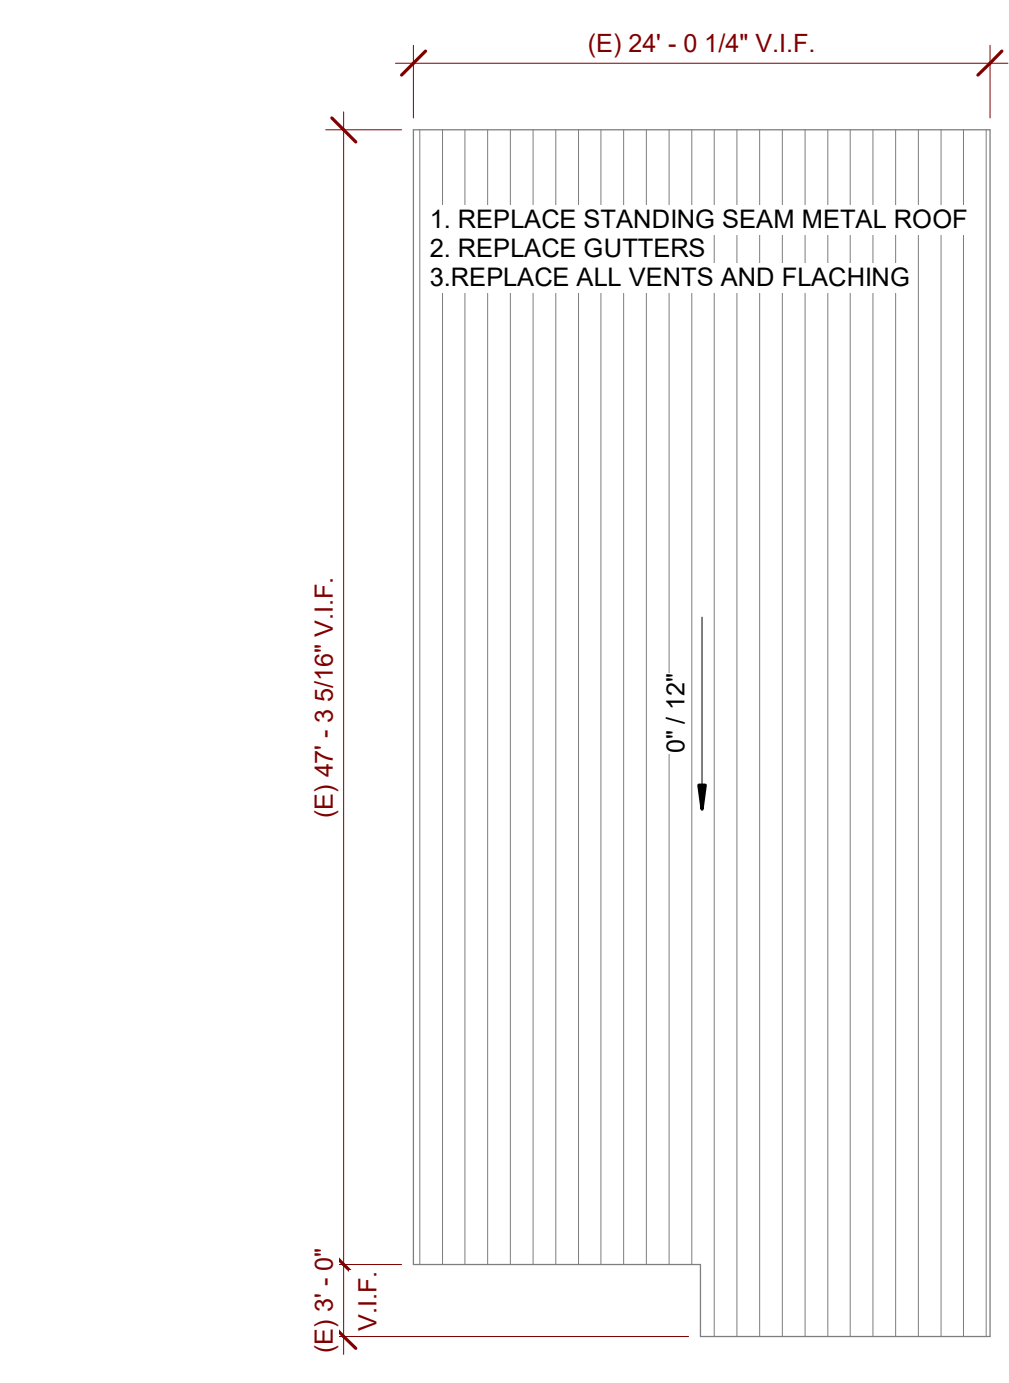 (E) 24' - 0 1/4" V.I.F.
1. REPLACE STANDING SEAM METAL ROOF
2. REPLACE GUTTERS
3.REPLACE ALL VENTS AND FLACHING
(E) 47' - 3 5/16" V.I.F.
0" / 12"
(E) 3' - 0"
V.I.F.